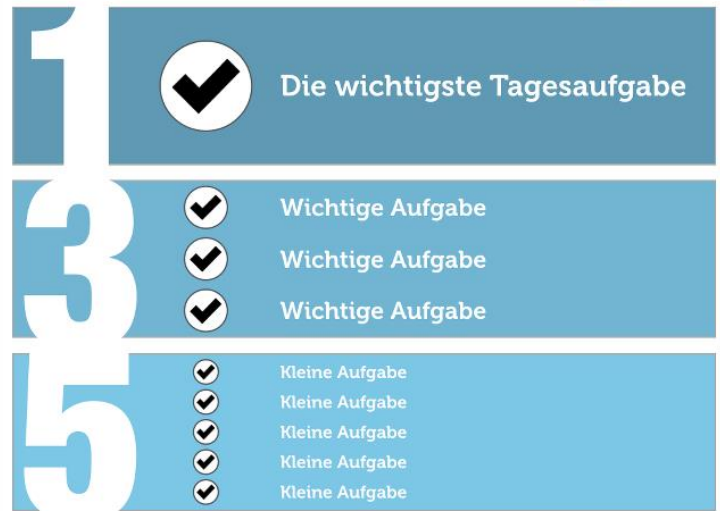 1
Die wichtigste Tagesaufgabe
3
Wichtige Aufgabe
Wichtige Aufgabe
Wichtige Aufgabe
5
Kleine Aufgabe
Kleine Aufgabe
Kleine Aufgabe
Kleine Aufgabe
Kleine Aufgabe